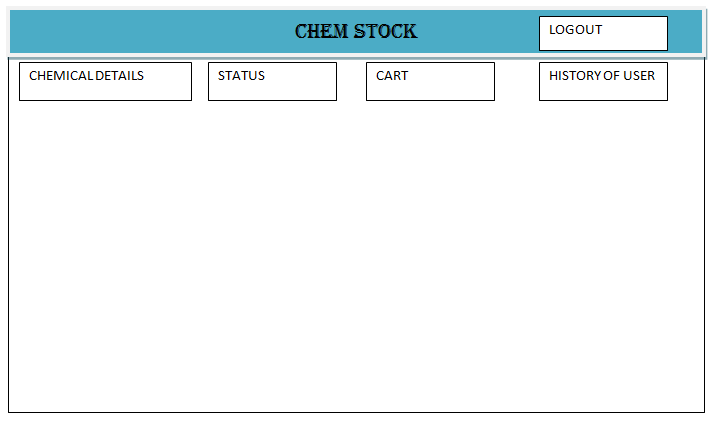 CHEM STOCK
LOGOUT
CHEMICAL DETAILS
STATUS
CART
HISTORY OF USER